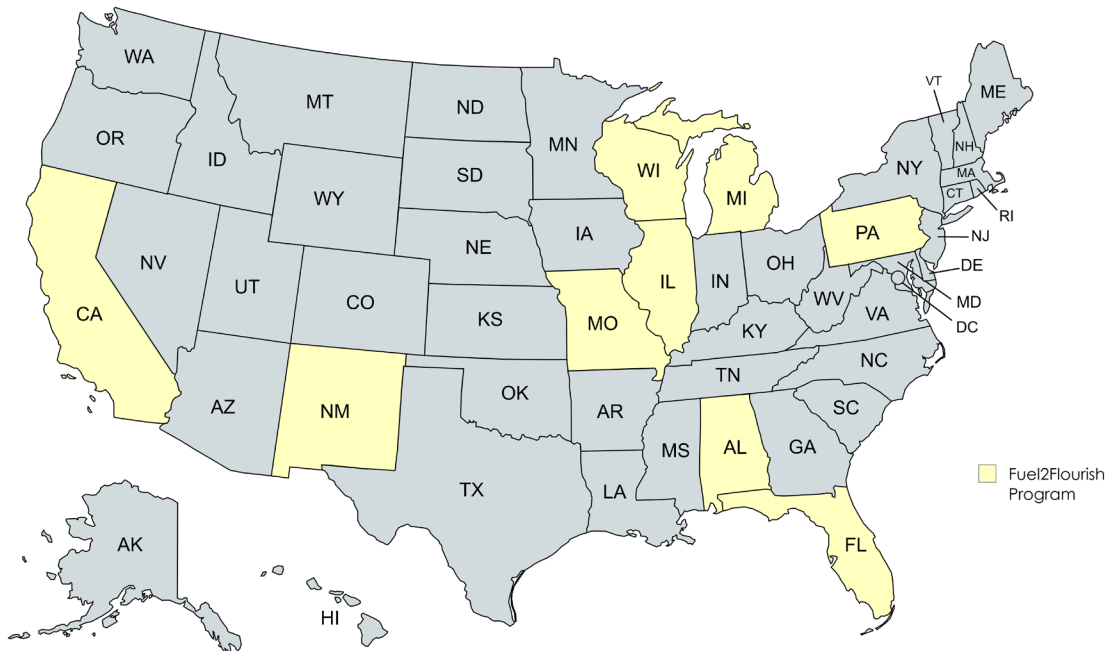 WA
MT
ND
MN
ME
VT
OR
ID
SD
WI
NH
NY
MA
WY
MI
CT
RI
IA
PA
NJ
NE
NV
OH
DE
UT
IL
IN
CO
WV
MD
CA
KS
MO
VA
DC
KY
NC
TN
OK
AZ
NM
AR
SC
MS
AL
GA
TX
LA
Fuel2Flourish
Program
AK
FL
HI